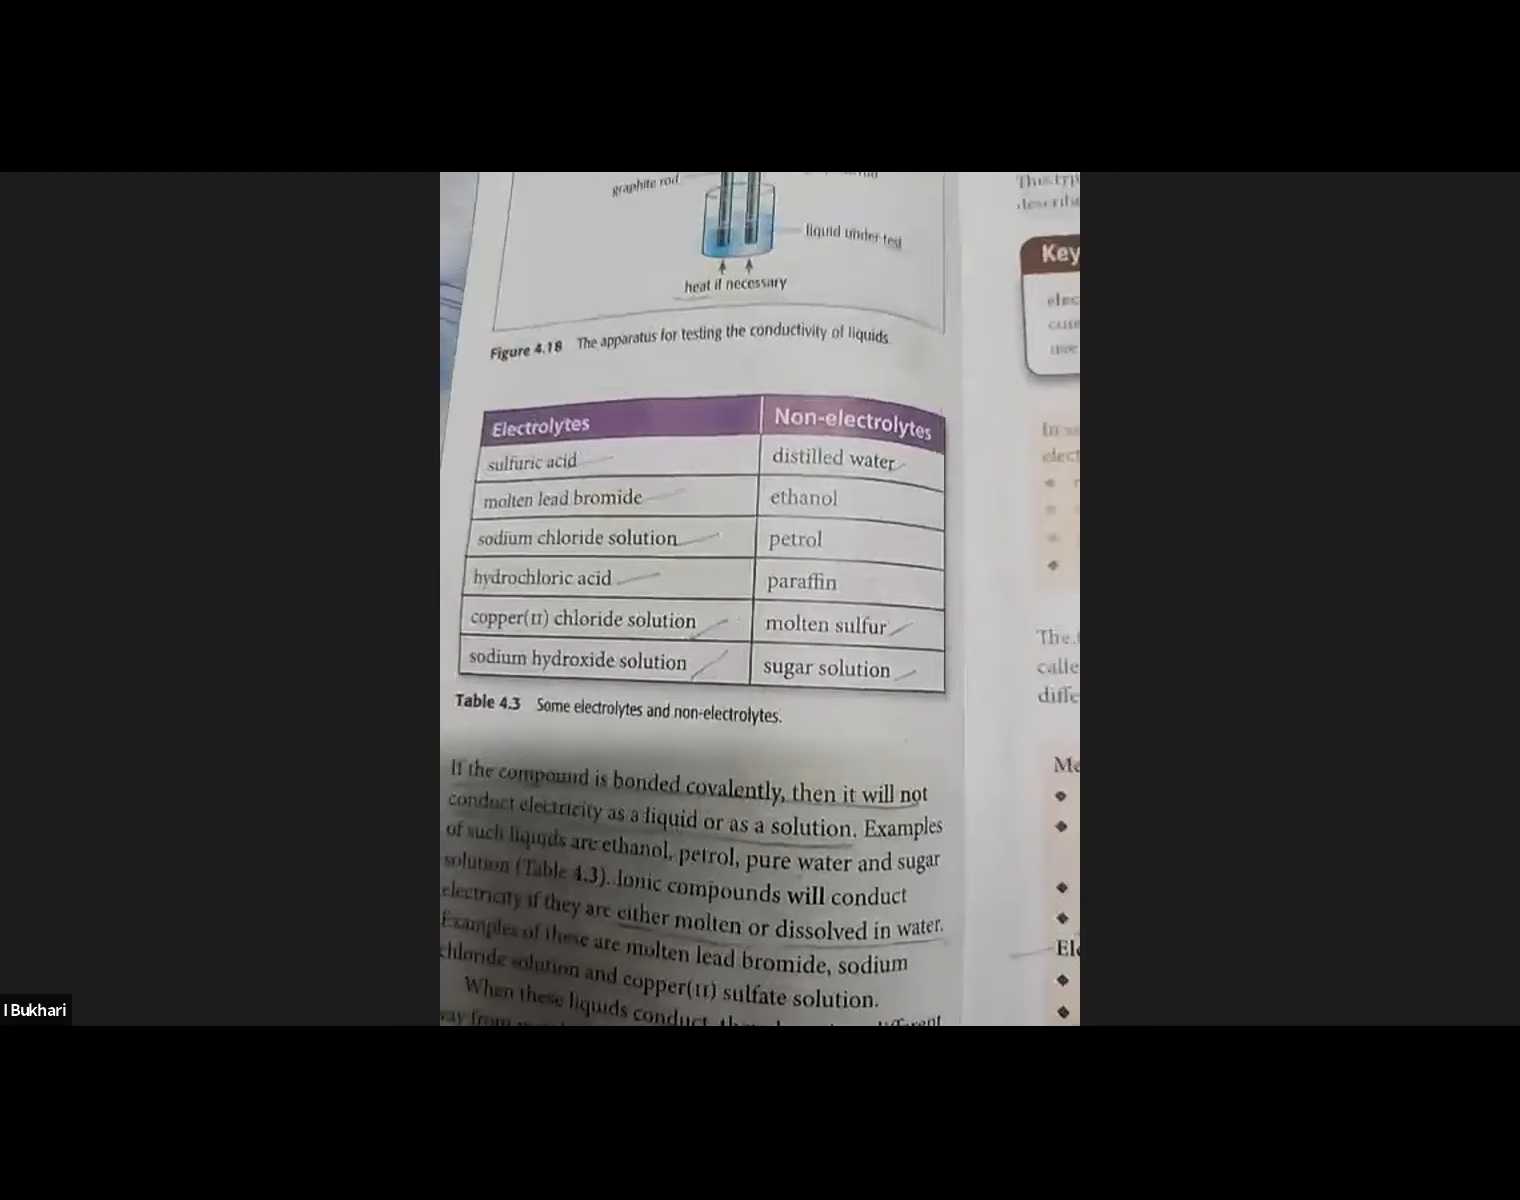 graphite rod
liquid under test
heat if necessary
Figure 4.18 The apparatus for testing the conductivity of liquids.
Electrolytes Non-electrolytes
sulfuric acid distilled water
molten lead bromide ethanol
sodium chloride solution petrol
hydrochloric acid paraffin
copper(II) chloride solution molten sulfur
sodium hydroxide solution sugar solution
Table 4.3 Some electrolytes and non-electrolytes.
If the compound is bonded covalently, then it will not
conduct electricity as a liquid or as a solution. Examples
of such liquids are ethanol, petrol, pure water and sugar
solution (Table 4.3). Ionic compounds will conduct
electricity if they are either molten or dissolved in water.
Examples of these are molten lead bromide, sodium
chloride solution and copper(II) sulfate solution.
When these liquids conduct
Key
The
I Bukhari